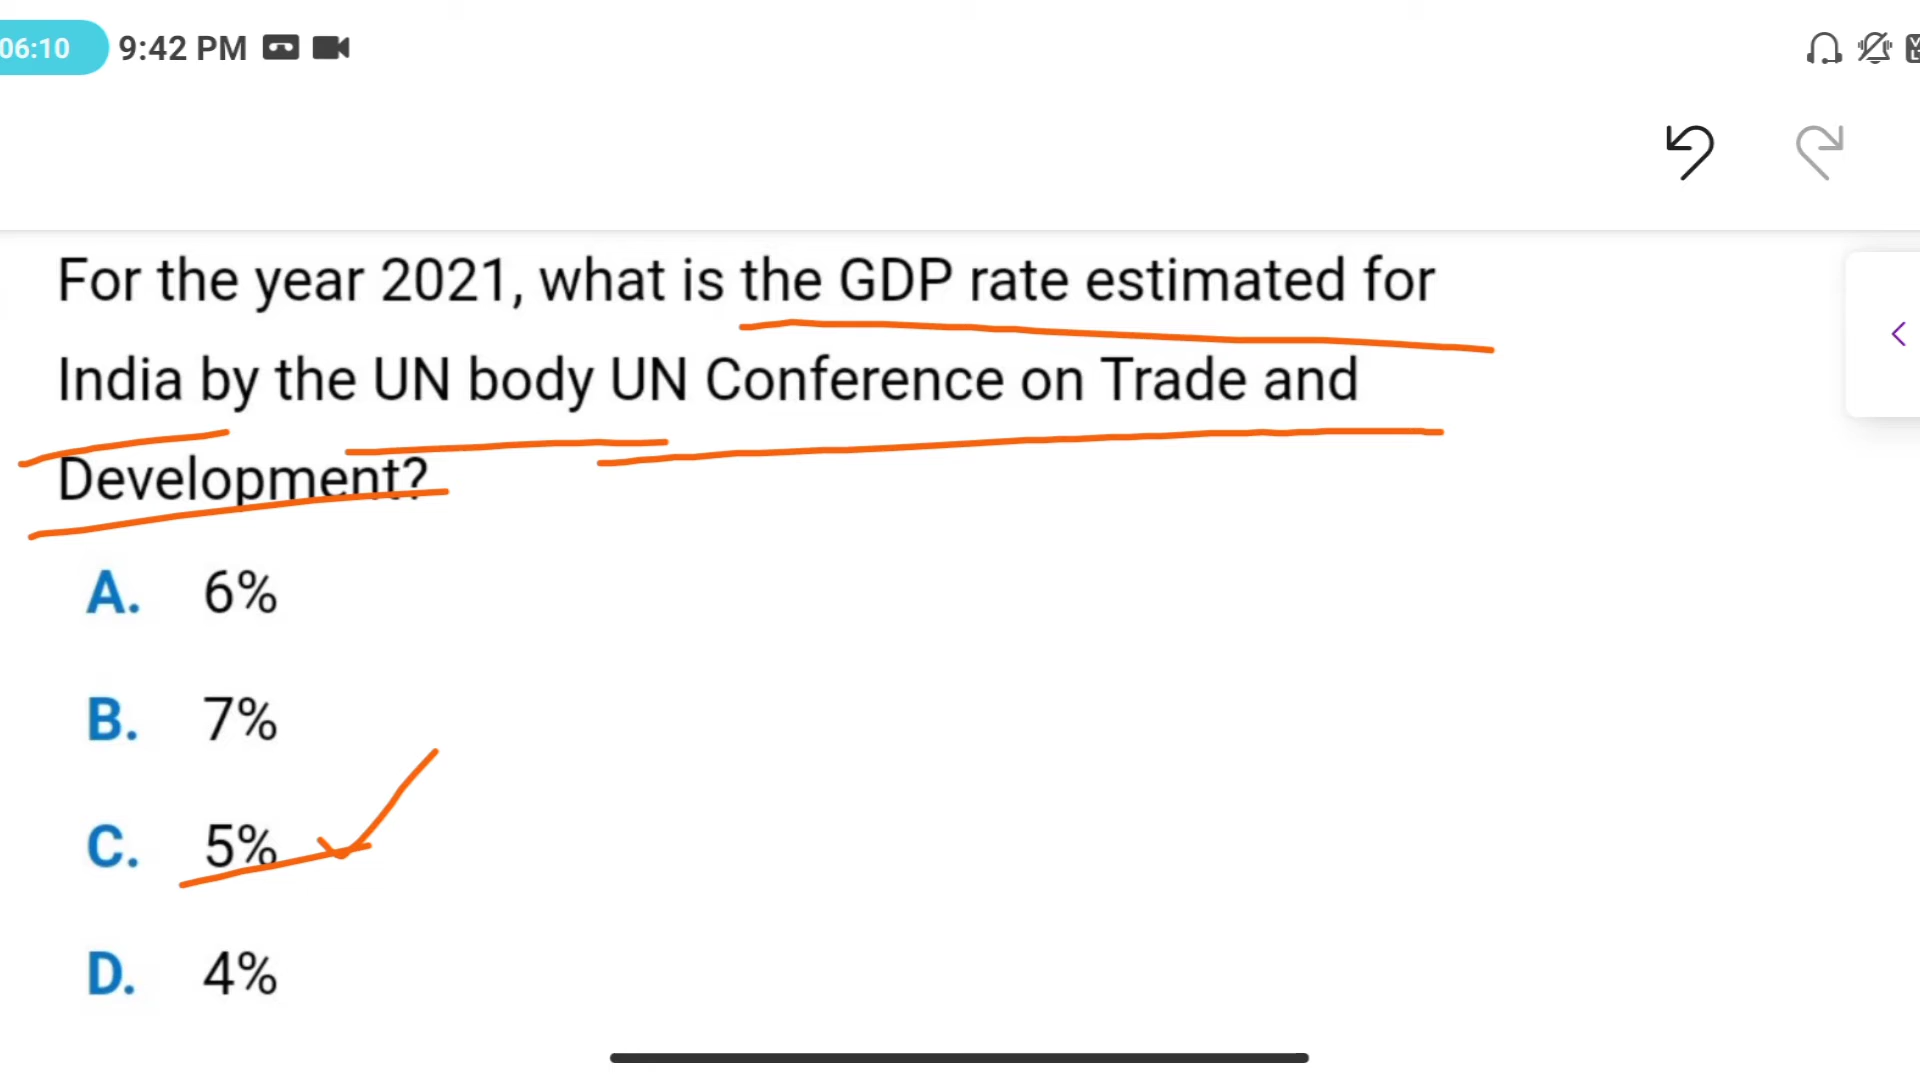 06:10 9:42 PM
For the year 2021, what is the GDP rate estimated for
India by the UN body UN Conference on Trade and
Development?
A. 6%
B. 7%
C. 5%
D. 4%